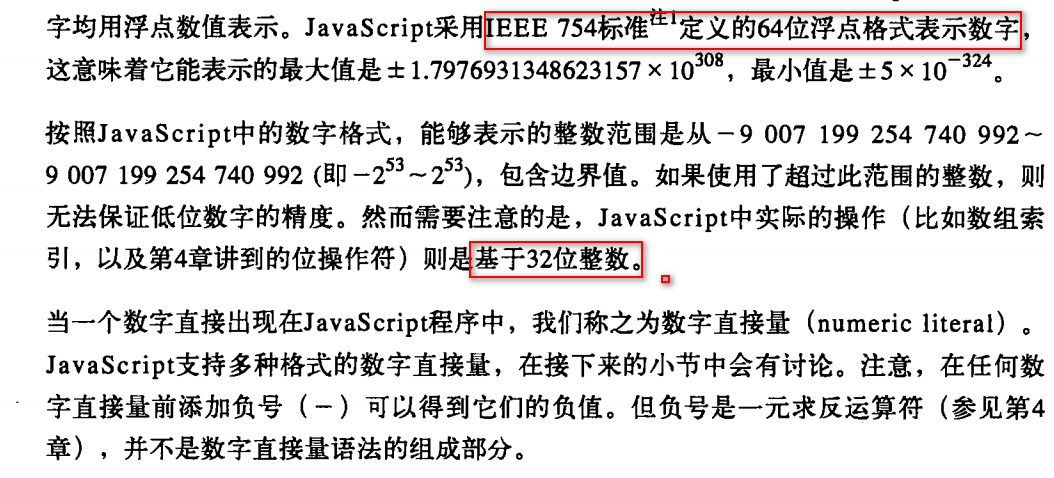 字均用浮点数值表示。JavaScript采用IEEE 754标准注1定义的64位浮点格式表示数字,
这意味着它能表示的最大值是±1.7976931348623157×10308,最小值是±5×10−324。
按照JavaScript中的数字格式,能够表示的整数范围是从−9 007 199 254 740 992~
9 007 199 254 740 992 (即−253~253),包含边界值。如果使用了超过此范围的整数,则
无法保证低位数字的精度。然而需要注意的是,JavaScript中实际的操作(比如数组索
引,以及第4章讲到的位操作符)则是基于32位整数。
当一个数字直接出现在JavaScript程序中,我们称之为数字直接量(numeric literal)。
JavaScript支持多种格式的数字直接量,在接下来的小节中会有讨论。注意,在任何数
字直接量前添加负号(−)可以得到它们的负值。但负号是一元求反运算符(参见第4
章),并不是数字直接量语法的组成部分。